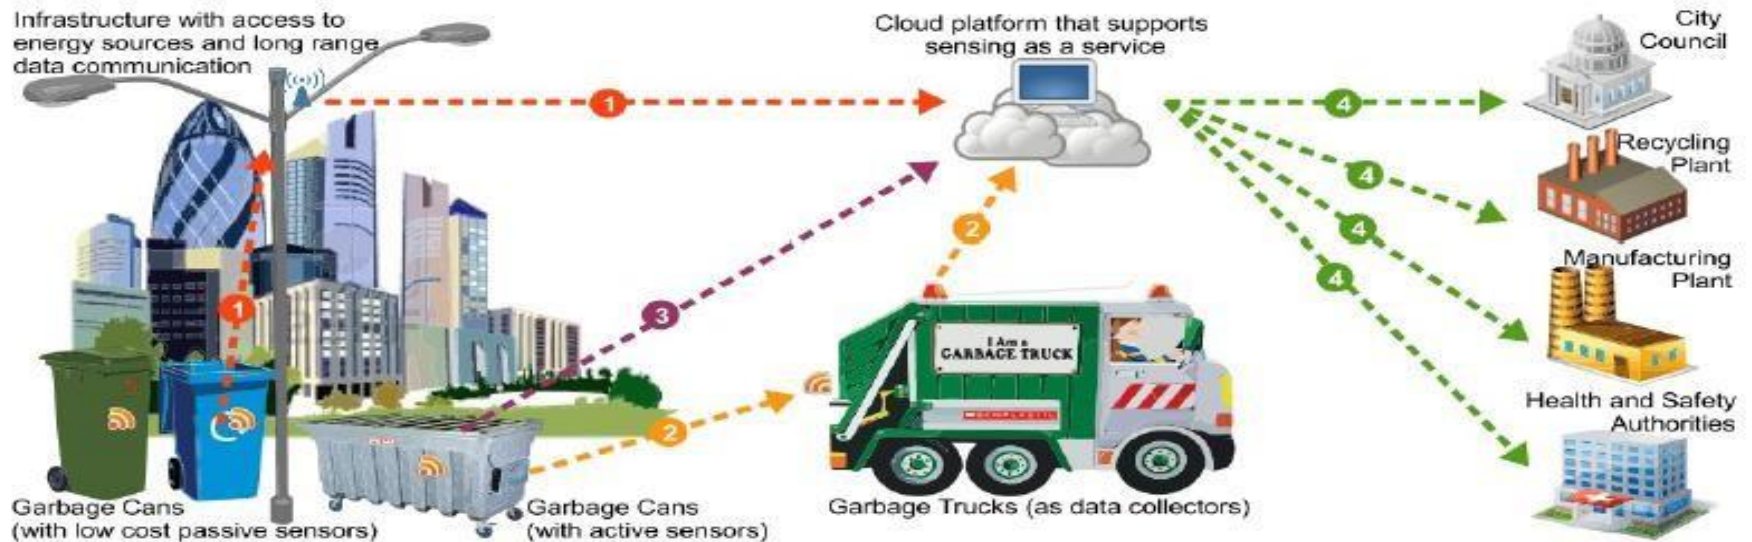 Infrastructure with access to
energy sources and long range
data communication
Cloud platform that supports
sensing as a service
City
Council
1
4
Recycling
Plant
4
2
4
Manufacturing
Plant
4
1
3
I Am a
GARBAGE TRUCK
SCHOLASTIC
2
Health and Safety
Authorities
Garbage Cans
(with low cost passive sensors)
Garbage Cans
(with active sensors)
Garbage Trucks (as data collectors)